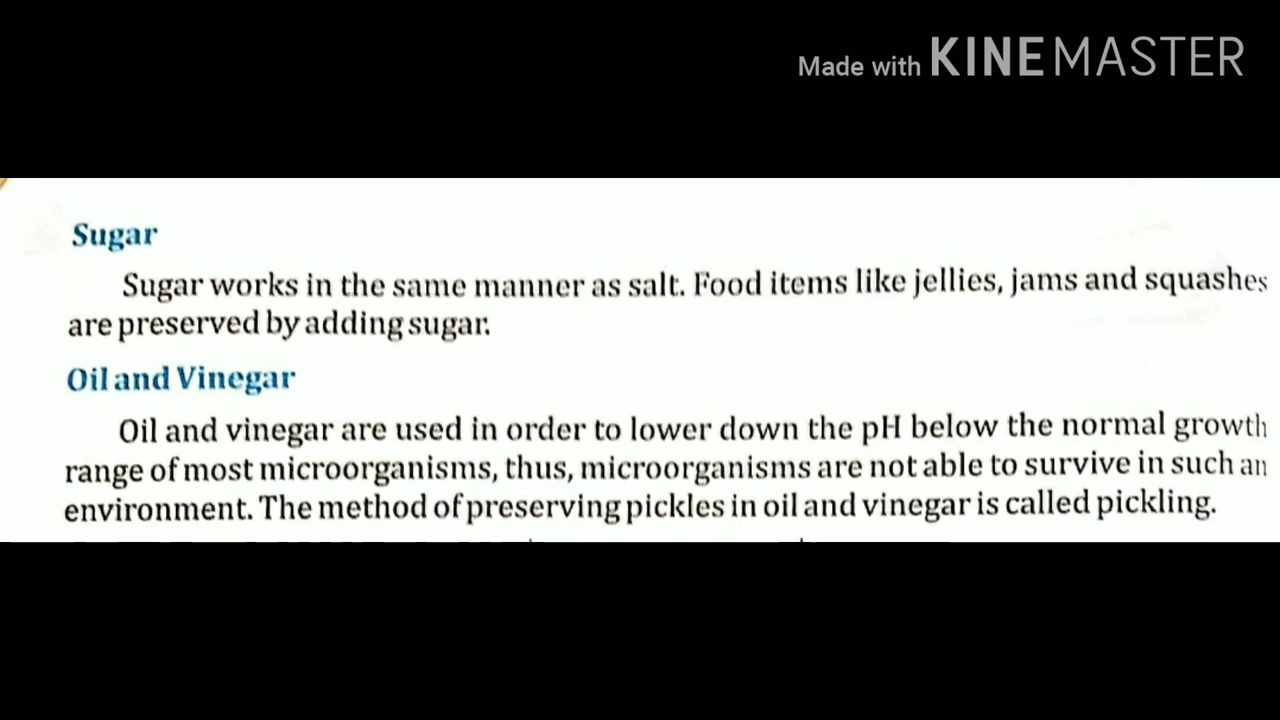 Made with KINEMASTER
Sugar
Sugar works in the same manner as salt. Food items like jellies, jams and squashes
are preserved by adding sugar.
Oil and Vinegar
Oil and vinegar are used in order to lower down the pH below the normal growth
range of most microorganisms, thus, microorganisms are not able to survive in such an
environment. The method of preserving pickles in oil and vinegar is called pickling.